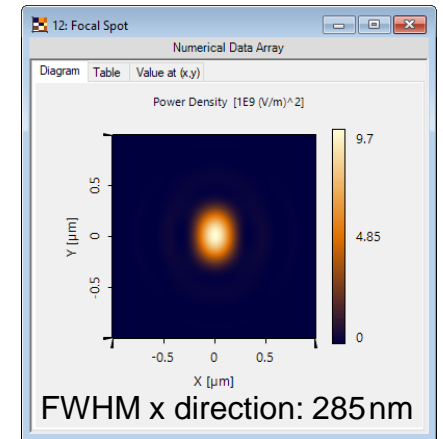 12: Focal Spot
Numerical Data Array
Diagram Table Value at (x,y)
Power Density [1E9 (V/m)^2]
9.7
4.85
0
0.5
0
-0.5
Y [µm]
-0.5 0 0.5
X [µm]
FWHM x direction: 285nm